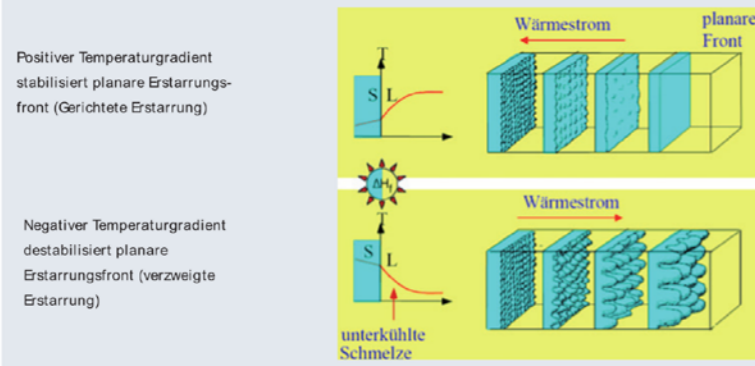 Positiver Temperaturgradient
stabilisiert planare Erstarrungs-
front (Gerichtete Erstarrung)
T
S L
Wärmestrom
planare
Front
ΔHf
Negativer Temperaturgradient
destabilisiert planare
Erstarrungsfront (verzweigte
Erstarrung)
T
S L
unterkühlte
Schmelze
Wärmestrom